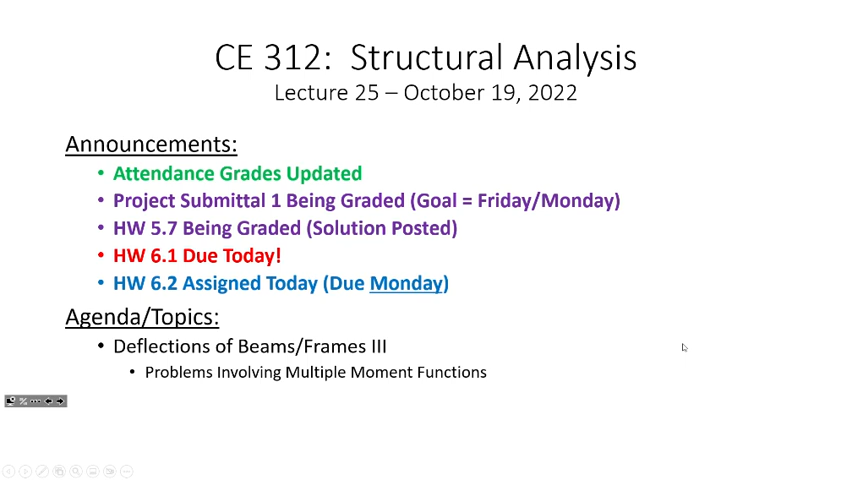 CE 312: Structural Analysis
Lecture 25 – October 19, 2022
Announcements:
• Attendance Grades Updated
• Project Submittal 1 Being Graded (Goal = Friday/Monday)
• HW 5.7 Being Graded (Solution Posted)
• HW 6.1 Due Today!
• HW 6.2 Assigned Today (Due Monday)
Agenda/Topics:
• Deflections of Beams/Frames III
• Problems Involving Multiple Moment Functions